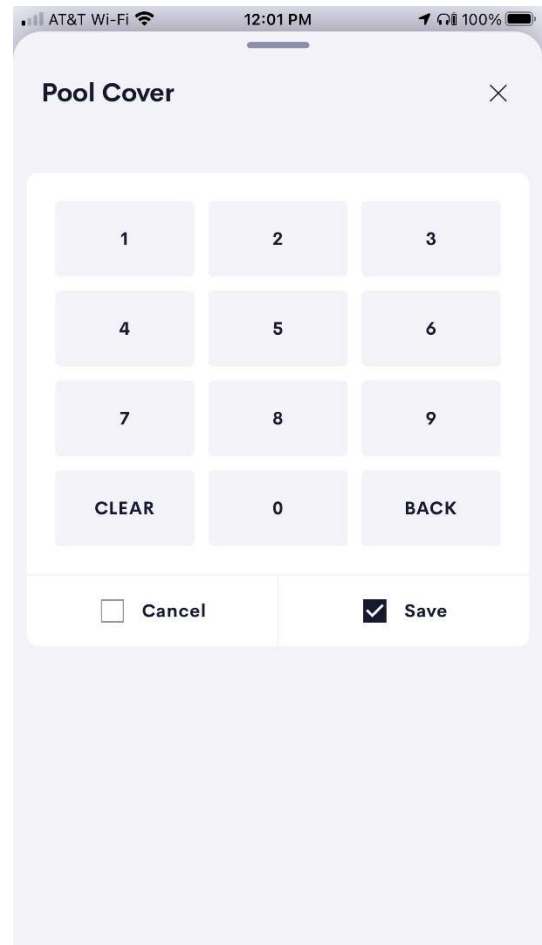 AT&T Wi-Fi 12:01 PM 100%
Pool Cover
1 2 3
4 5 6
7 8 9
CLEAR 0 BACK
Cancel Save